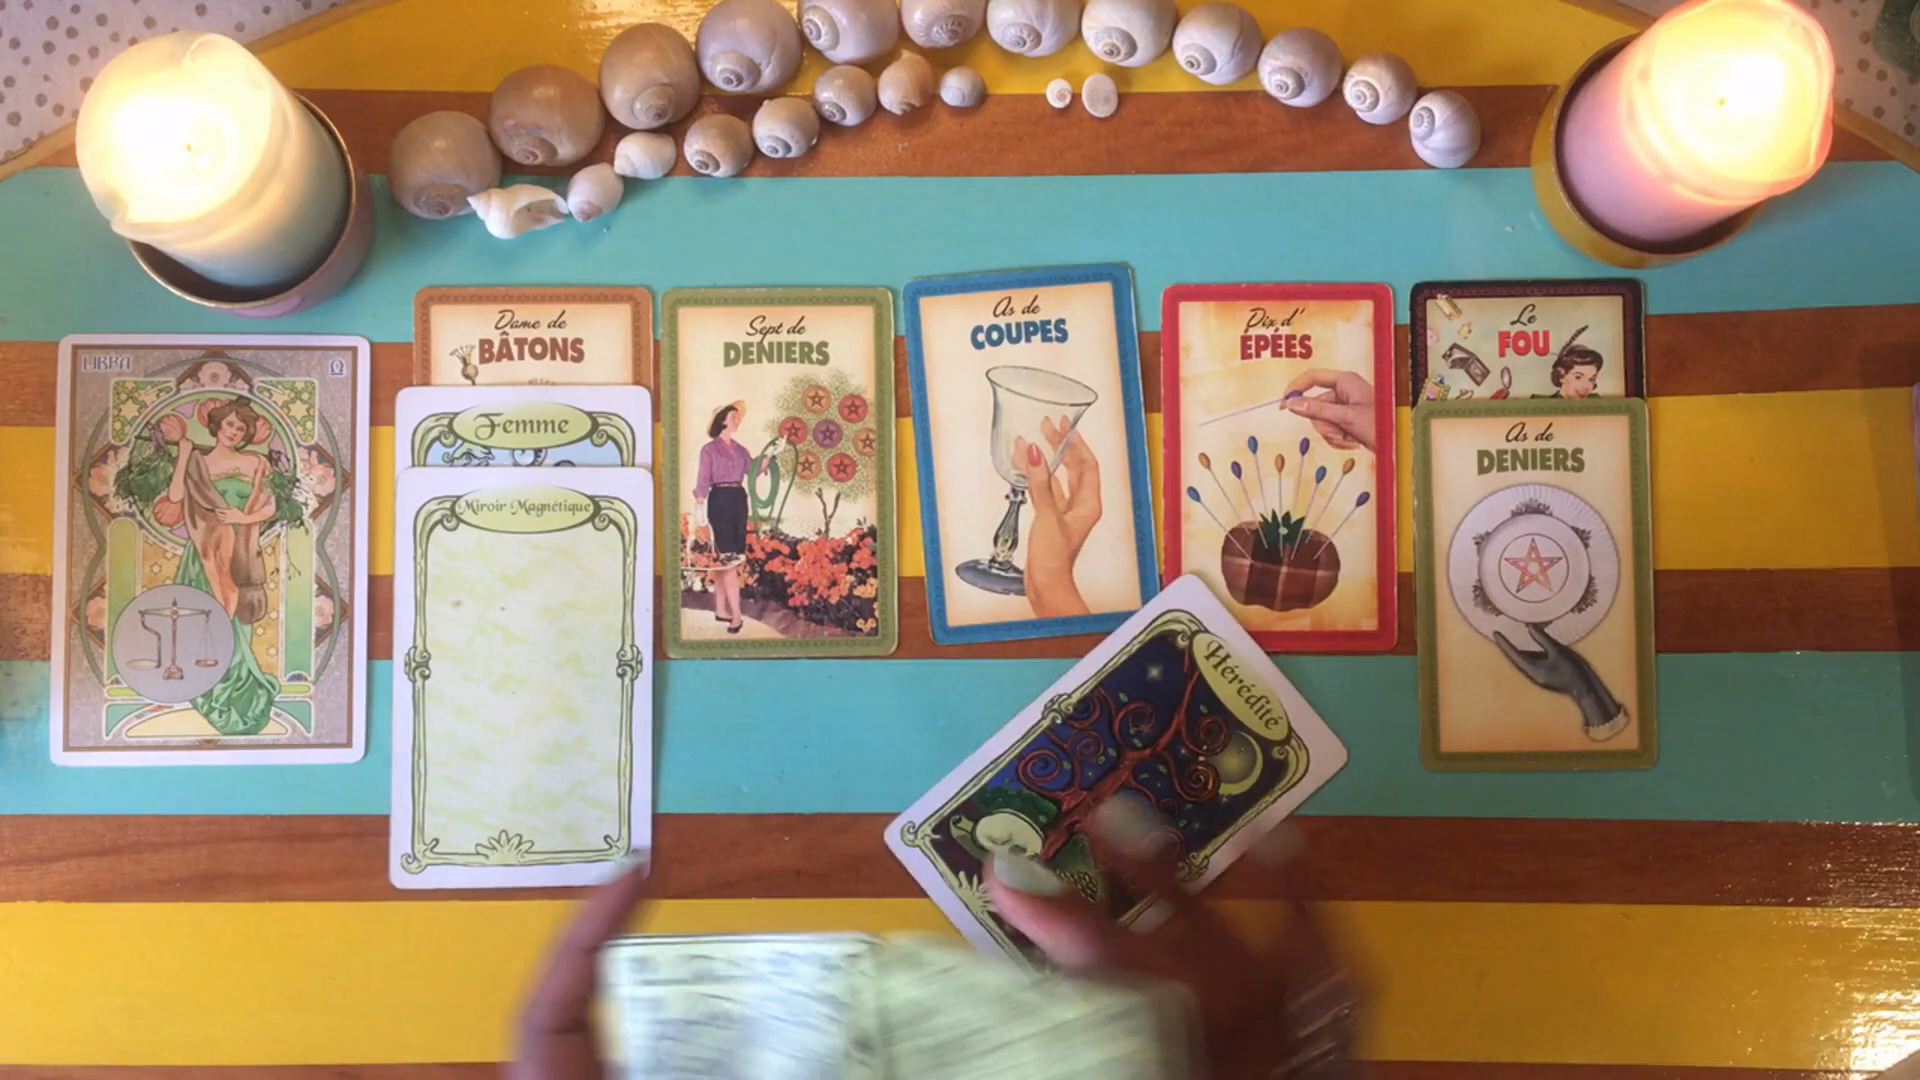 LIBRA
♎
Dame de
BÂTONS
Femme
Miroir Magnétique
Sept de
DENIERS
As de
COUPES
Dix d'
ÉPÉES
Le
FOU
As de
DENIERS
Hérédité